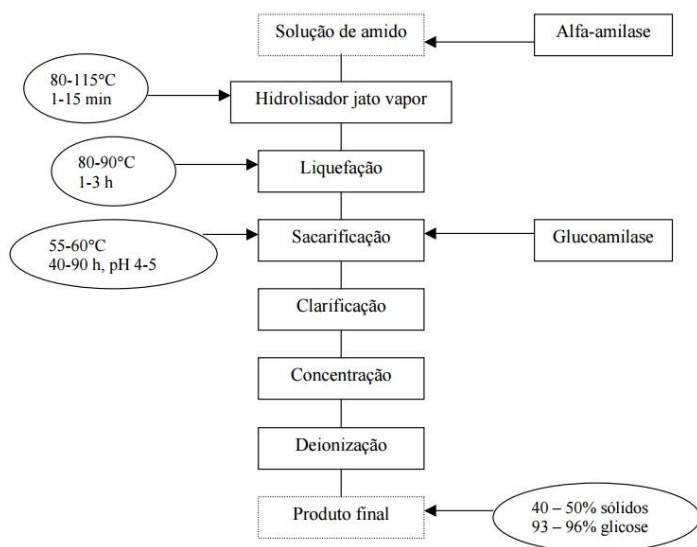 Solução de amido
Alfa-amilase
80-115°C
1-15 min
Hidrolisador jato vapor
80-90°C
1-3 h
Liquefação
55-60°C
40-90 h, pH 4-5
Sacarificação
Glucoamilase
Clarificação
Concentração
Deionização
Produto final
40 – 50% sólidos
93 – 96% glicose